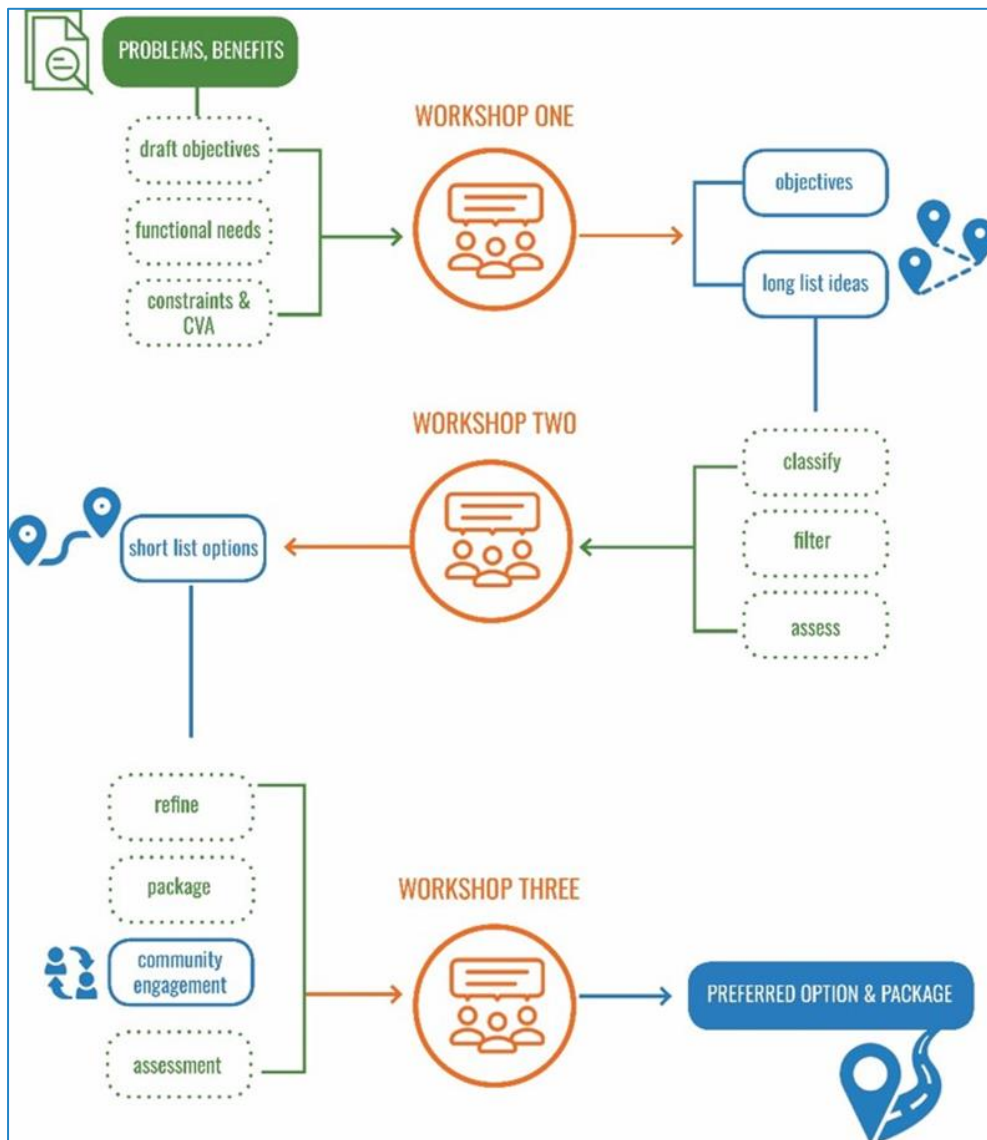 PROBLEMS, BENEFITS
draft objectives
functional needs
constraints &
CVA
WORKSHOP ONE
objectives
long list ideas
WORKSHOP TWO
classify
filter
assess
short list options
refine
package
community
engagement
assessment
WORKSHOP THREE
PREFERRED OPTION & PACKAGE